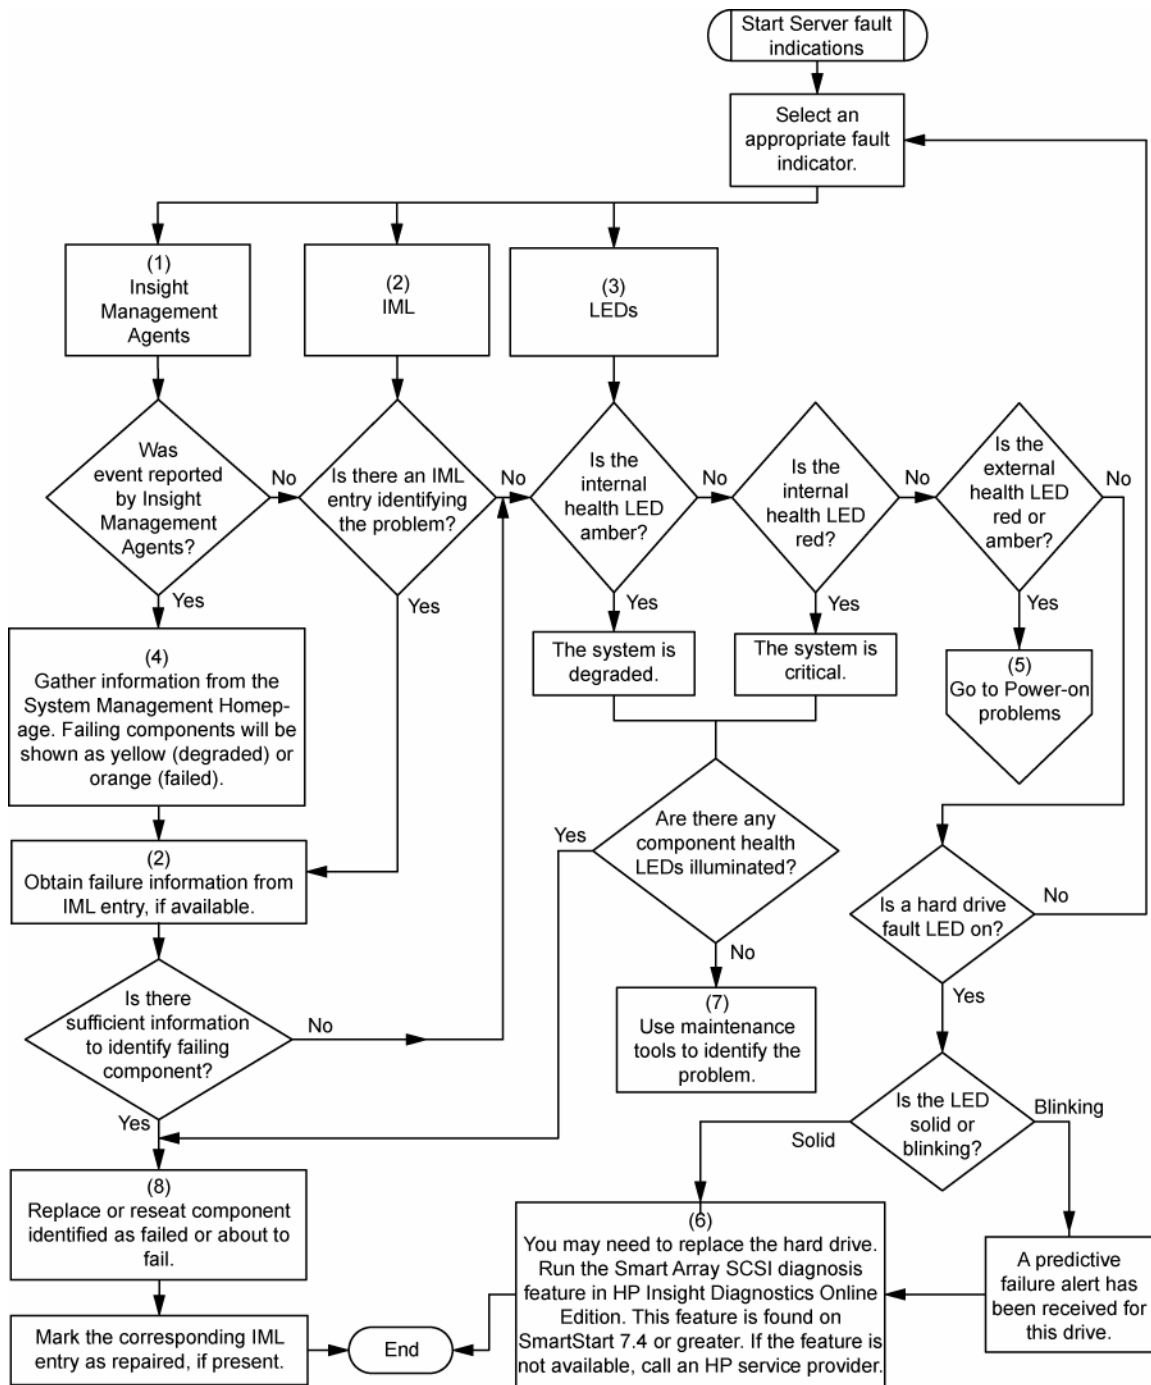 Start Server fault
indications
Select an
appropriate fault
indicator.
(1)
Insight
Management
Agents
(2)
IML
(3)
LEDs
Was
event reported
by Insight
Management
Agents?
No
Yes
Is there an IML
entry identifying
the problem?
No
Yes
Is the
internal
health LED
amber?
No
Yes
Is the
internal
health LED
red?
No
Yes
Is the
external
health LED
red or
amber?
No
Yes
(4)
Gather information from the
System Management Homep-
age. Failing components will be
shown as yellow (degraded) or
orange (failed).
The system is
degraded.
The system is
critical.
(5)
Go to Power-on
problems
(2)
Obtain failure information from
IML entry, if available.
Yes
Are there any
component health
LEDs illuminated?
No
Is a hard drive
fault LED on?
No
Yes
Is there
sufficient information
to identify failing
component?
No
Yes
(7)
Use maintenance
tools to identify the
problem.
Is the LED
solid or
blinking?
Blinking
Solid
(8)
Replace or reseat component
identified as failed or about to
fail.
(6)
You may need to replace the hard drive.
Run the Smart Array SCSI diagnosis
feature in HP Insight Diagnostics Online
Edition. This feature is found on
SmartStart 7.4 or greater. If the feature is
not available, call an HP service provider.
A predictive
failure alert has
been received for
this drive.
Mark the corresponding IML
entry as repaired, if present.
End